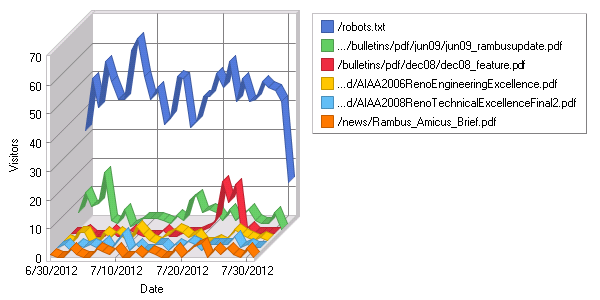 /robots.txt
.../bulletins/pdf/jun09/jun09_rambusupdate.pdf
/bulletins/pdf/dec08/dec08_feature.pdf
...d/AIAA2006RenoEngineeringExcellence.pdf
...d/AIAA2008RenoTechnicalExcellenceFinal2.pdf
/news/Rambus_Amicus_Brief.pdf
70
60
50
40
30
20
10
0
Visitors
6/30/2012 7/10/2012 7/20/2012 7/30/2012
Date